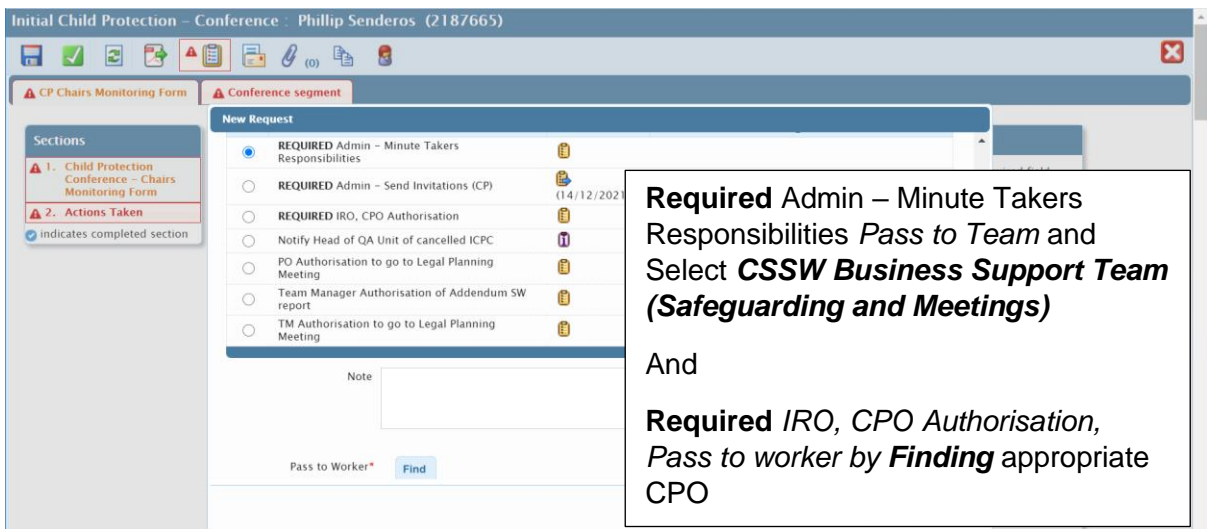 Initial Child Protection – Conference : Phillip Senderos (2187665)
(0)
CP Chairs Monitoring Form
Conference segment
Sections
1. Child Protection
Conference – Chairs
Monitoring Form
2. Actions Taken
indicates completed section
New Request
REQUIRED Admin – Minute Takers
Responsibilities
REQUIRED Admin – Send Invitations (CP)
(14/12/2021
REQUIRED IRO, CPO Authorisation
Notify Head of QA Unit of cancelled ICPC
PO Authorisation to go to Legal Planning
Meeting
Team Manager Authorisation of Addendum SW
report
TM Authorisation to go to Legal Planning
Meeting
Note
Pass to Worker*
Find
Required Admin – Minute Takers
Responsibilities Pass to Team and
Select CSSW Business Support Team
(Safeguarding and Meetings)
And
Required IRO, CPO Authorisation,
Pass to worker by Finding appropriate
CPO